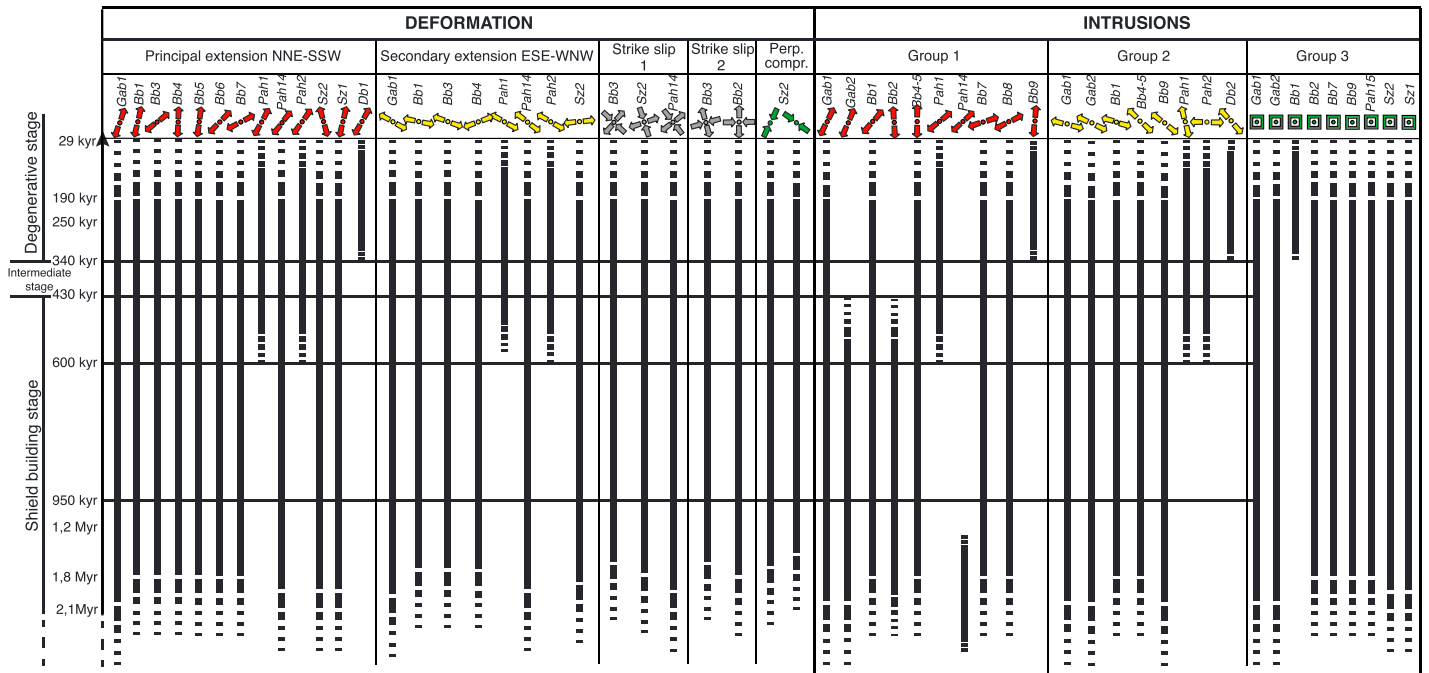 DEFORMATION INTRUSIONS
Principal extension NNE-SSW Secondary extension ESE-WNW Strike slip 1 Strike slip 2 Perp. compr. Group 1 Group 2 Group 3
Gab1 Bb1 Bb3 Bb4 Bb5 Bb6 Bb7 Pah1 Pah14 Pah2 Sz2 Sz1 Db1 Gab1 Bb1 Bb3 Bb4 Pah1 Pah14 Pah2 Sz2 Bb3 Sz2 Pah14 Bb3 Bb2 Sz2 Gab1 Gab2 Bb1 Bb2 Bb4-5 Pah1 Pah14 Bb7 Bb8 Bb9 Gab1 Gab2 Bb1 Bb4-5 Bb9 Pah1 Pah2 Db2 Gab1 Gab2 Bb1 Bb2 Bb7 Bb9 Pah15 Sz2 Sz1
Degenerative stage
29 kyr
190 kyr
250 kyr
340 kyr
Intermediate
stage
430 kyr
Shield building stage
600 kyr
950 kyr
1,2 Myr
1,8 Myr
2,1Myr